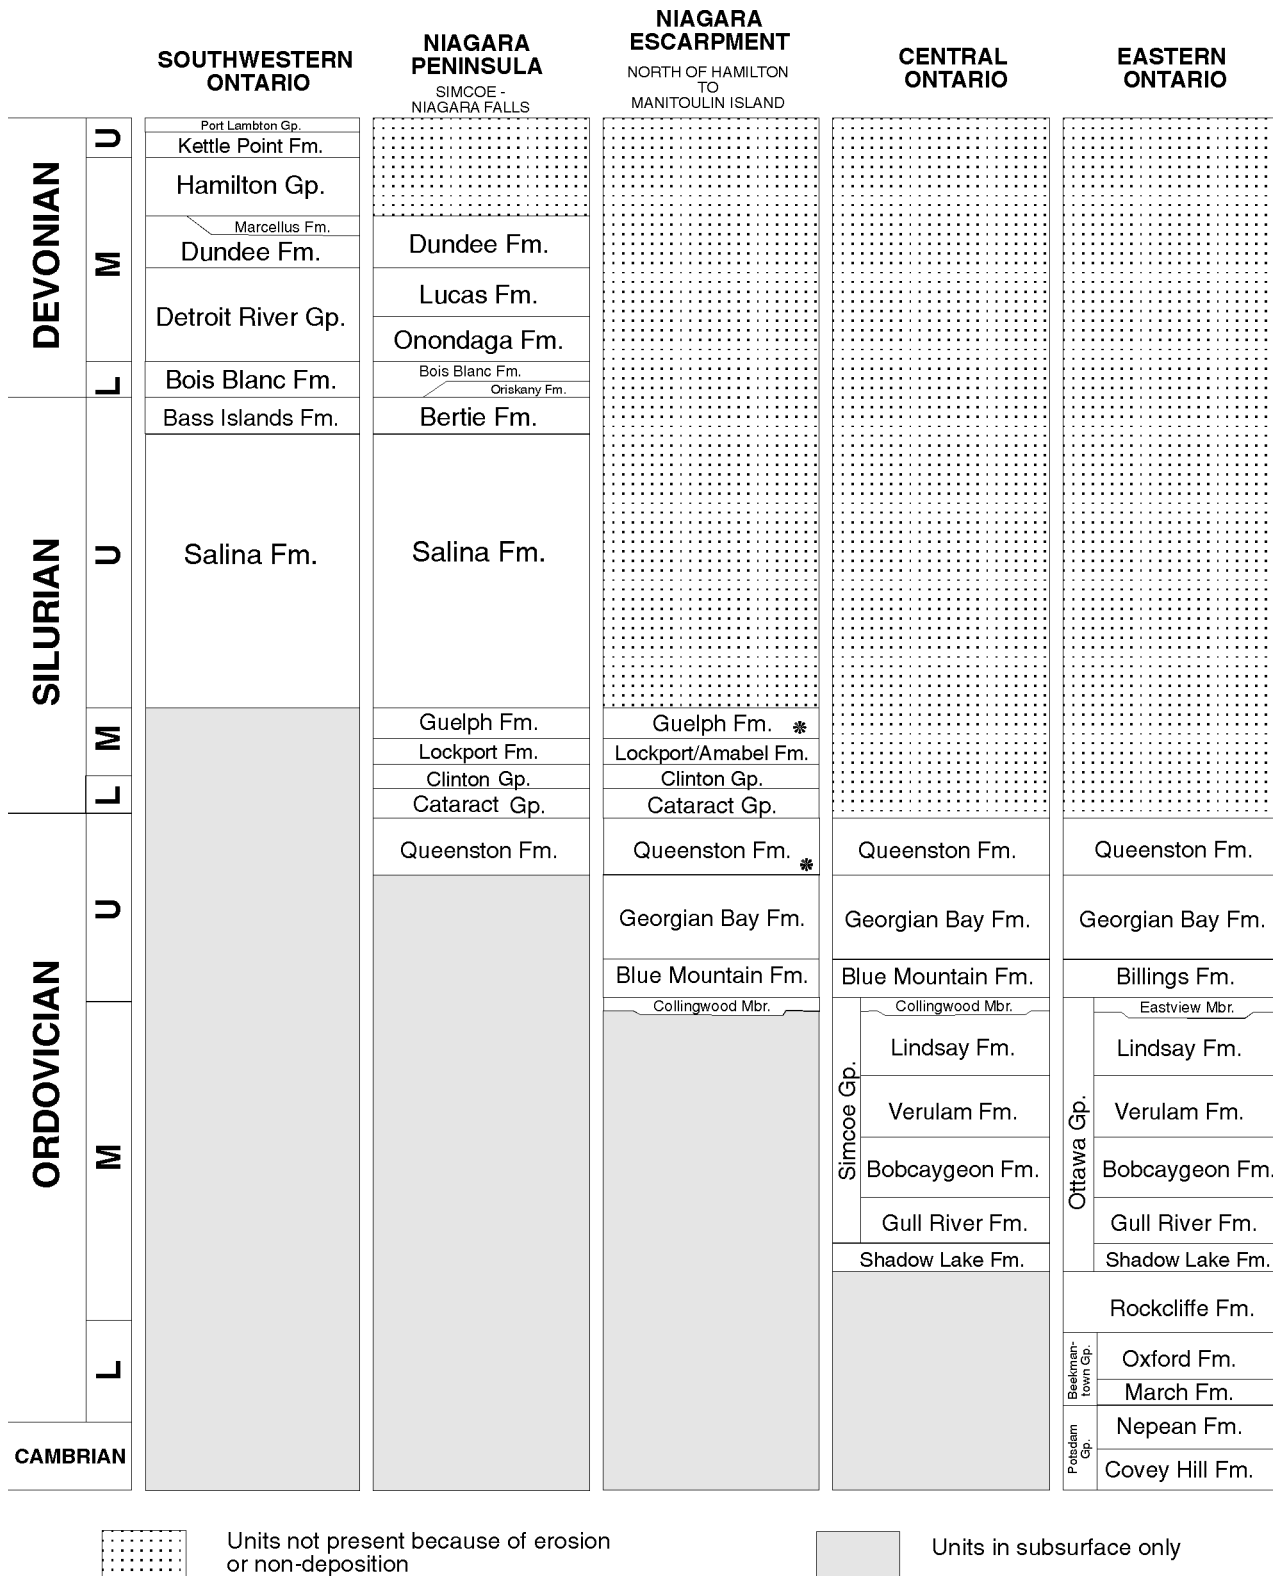 SOUTHWESTERN
ONTARIO
NIAGARA
PENINSULA
SIMCOE -
NIAGARA FALLS
NIAGARA
ESCARPMENT
NORTH OF HAMILTON
TO
MANITOULIN ISLAND
CENTRAL
ONTARIO
EASTERN
ONTARIO
DEVONIAN
U
M
L
SILURIAN
U
M
L
ORDOVICIAN
U
M
L
CAMBRIAN
Port Lambton Gp.
Kettle Point Fm.
Hamilton Gp.
Marcellus Fm.
Dundee Fm.
Detroit River Gp.
Bois Blanc Fm.
Bass Islands Fm.
Salina Fm.
Dundee Fm.
Lucas Fm.
Onondaga Fm.
Bois Blanc Fm.
Oriskany Fm.
Bertie Fm.
Salina Fm.
Guelph Fm.
Lockport Fm.
Clinton Gp.
Cataract Gp.
Queenston Fm.
Guelph Fm. *
Lockport/Amabel Fm.
Clinton Gp.
Cataract Gp.
Queenston Fm. *
Georgian Bay Fm.
Blue Mountain Fm.
Collingwood Mbr.
Queenston Fm.
Georgian Bay Fm.
Blue Mountain Fm.
Simcoe Gp.
Collingwood Mbr.
Lindsay Fm.
Verulam Fm.
Bobcaygeon Fm.
Gull River Fm.
Shadow Lake Fm.
Queenston Fm.
Georgian Bay Fm.
Billings Fm.
Ottawa Gp.
Eastview Mbr.
Lindsay Fm.
Verulam Fm.
Bobcaygeon Fm.
Gull River Fm.
Shadow Lake Fm.
Rockcliffe Fm.
Beekman-
town Gp.
Oxford Fm.
March Fm.
Potsdam
Gp.
Nepean Fm.
Covey Hill Fm.
Units not present because of erosion
or non-deposition
Units in subsurface only